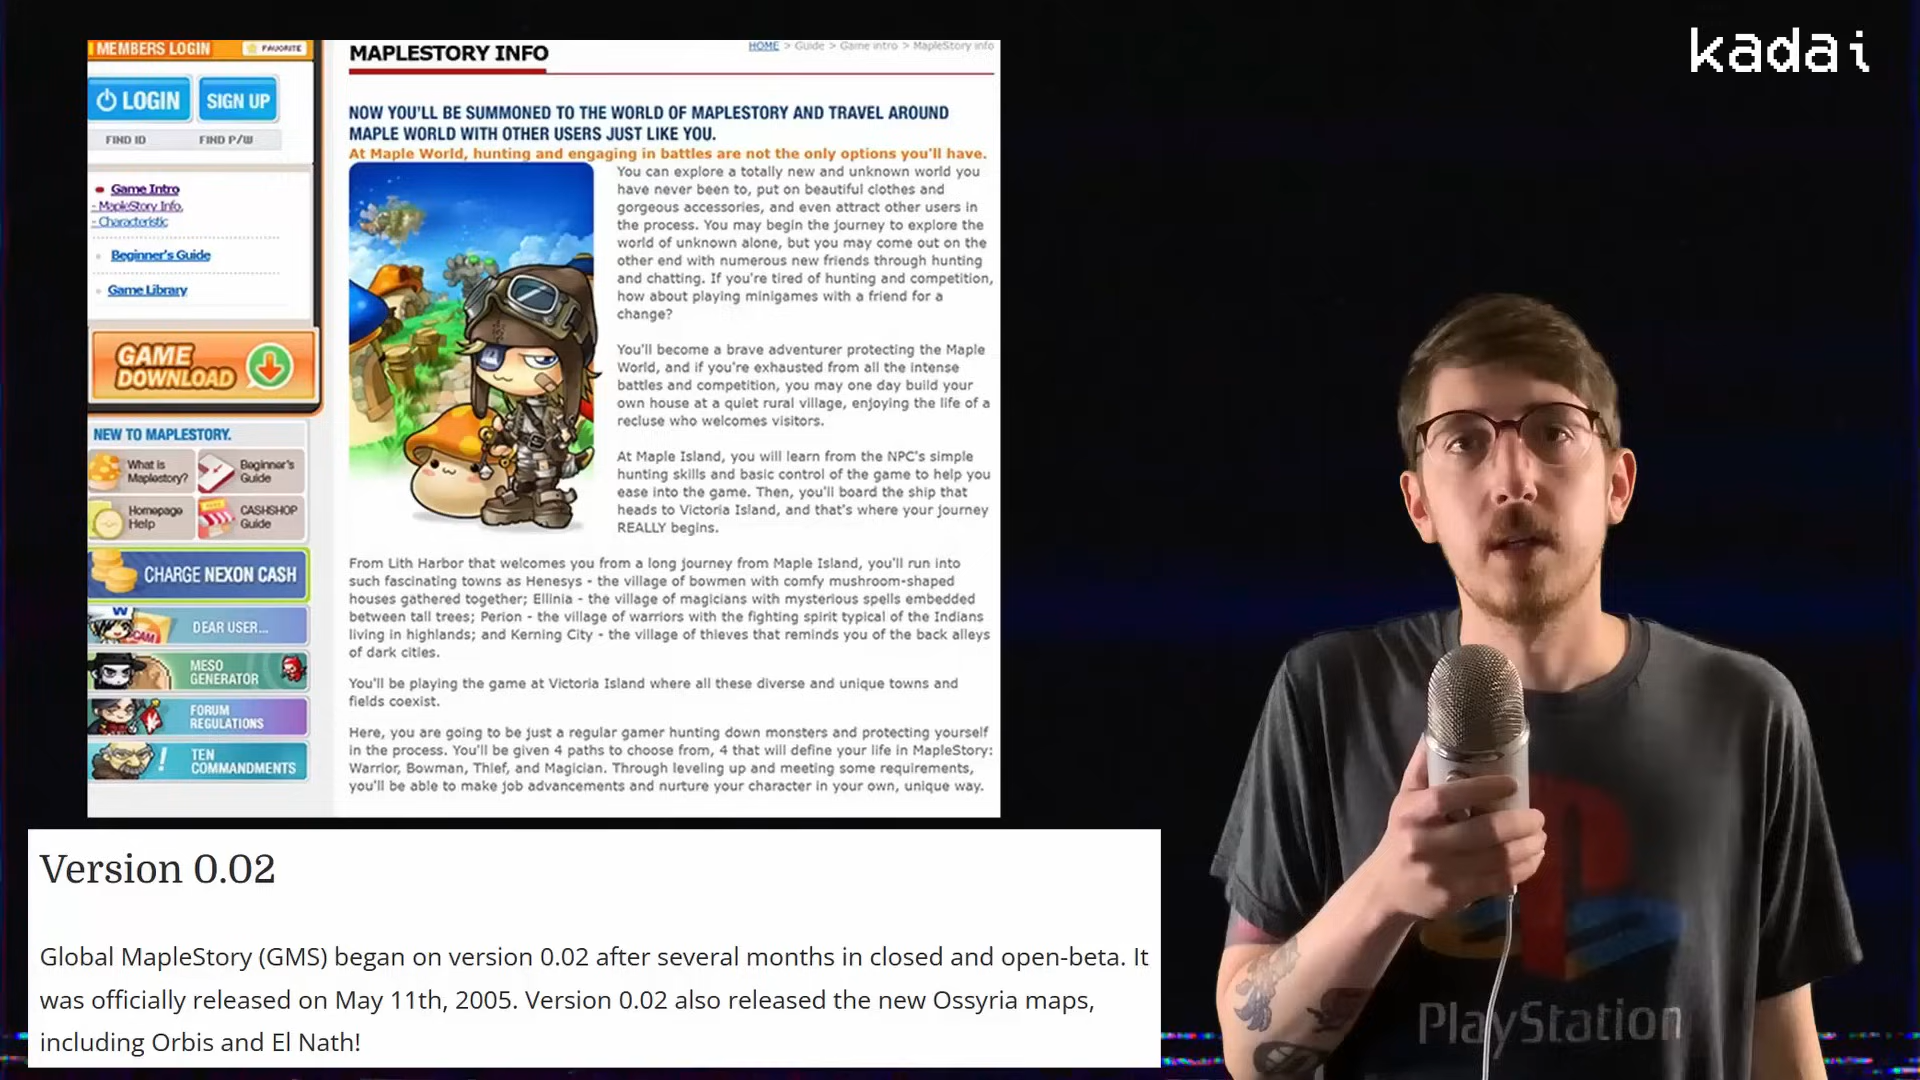 kadai
MEMBERS LOGIN
FAVORITE
LOGIN
SIGN UP
FIND ID
FIND P/W
Game Intro
- MapleStory Info.
- Characteristic
Beginner's Guide
Game Library
GAME
DOWNLOAD
NEW TO MAPLESTORY.
What is
Maplestory?
Beginner's
Guide
Homepage
Help
CASHSHOP
Guide
CHARGE NEXON CASH
DEAR USER...
MESO
GENERATOR
FORUM
REGULATIONS
TEN
COMMANDMENTS
MAPLESTORY INFO
HOME > Guide > Game intro > MapleStory info
NOW YOU'LL BE SUMMONED TO THE WORLD OF MAPLESTORY AND TRAVEL AROUND
MAPLE WORLD WITH OTHER USERS JUST LIKE YOU.
At Maple World, hunting and engaging in battles are not the only options you'll have.
You can explore a totally new and unknown world you
have never been to, put on beautiful clothes and
gorgeous accessories, and even attract other users in
the process. You may begin the journey to explore the
world of unknown alone, but you may come out on the
other end with numerous new friends through hunting
and chatting. If you're tired of hunting and competition,
how about playing minigames with a friend for a
change?
You'll become a brave adventurer protecting the Maple
World, and if you're exhausted from all the intense
battles and competition, you may one day build your
own house at a quiet rural village, enjoying the life of a
recluse who welcomes visitors.
At Maple Island, you will learn from the NPC's simple
hunting skills and basic control of the game to help you
ease into the game. Then, you'll board the ship that
heads to Victoria Island, and that's where your journey
REALLY begins.
From Lith Harbor that welcomes you from a long journey from Maple Island, you'll run into
such fascinating towns as Henesys - the village of bowmen with comfy mushroom-shaped
houses gathered together; Ellinia - the village of magicians with mysterious spells embedded
between tall trees; Perion - the village of warriors with the fighting spirit typical of the Indians
living in highlands; and Kerning City - the village of thieves that reminds you of the back alleys
of dark cities.
You'll be playing the game at Victoria Island where all these diverse and unique towns and
fields coexist.
Here, you are going to be just a regular gamer hunting down monsters and protecting yourself
in the process. You'll be given 4 paths to choose from, 4 that will define your life in MapleStory:
Warrior, Bowman, Thief, and Magician. Through leveling up and meeting some requirements,
you'll be able to make job advancements and nurture your character in your own, unique way.
Version 0.02
Global MapleStory (GMS) began on version 0.02 after several months in closed and open-beta. It
was officially released on May 11th, 2005. Version 0.02 also released the new Ossyria maps,
including Orbis and El Nath!
PlayStation